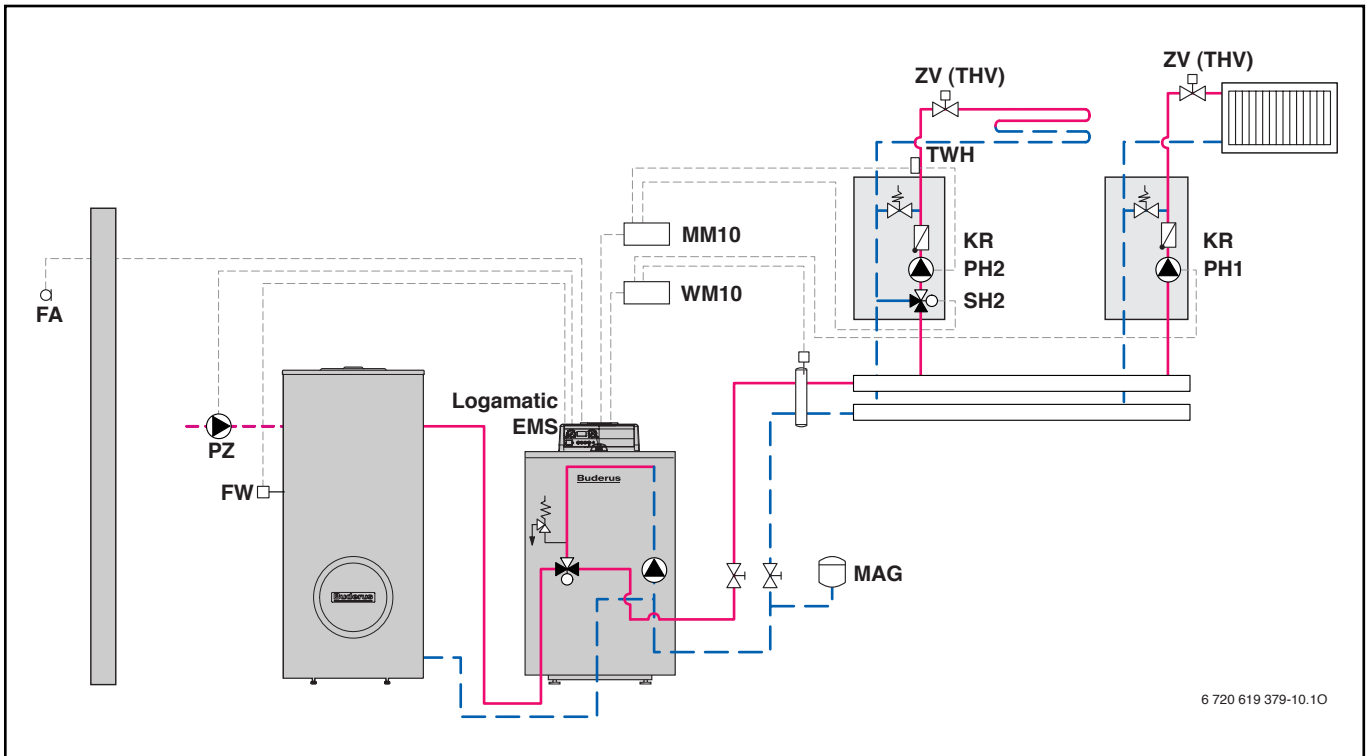 ZV (THV)
ZV (THV)
TWH
MM10
KR
KR
PH2
PH1
WM10
SH2
FA
Logamatic
EMS
PZ
Buderus
FW
MAG
Buderus
6 720 619 379-10.1O